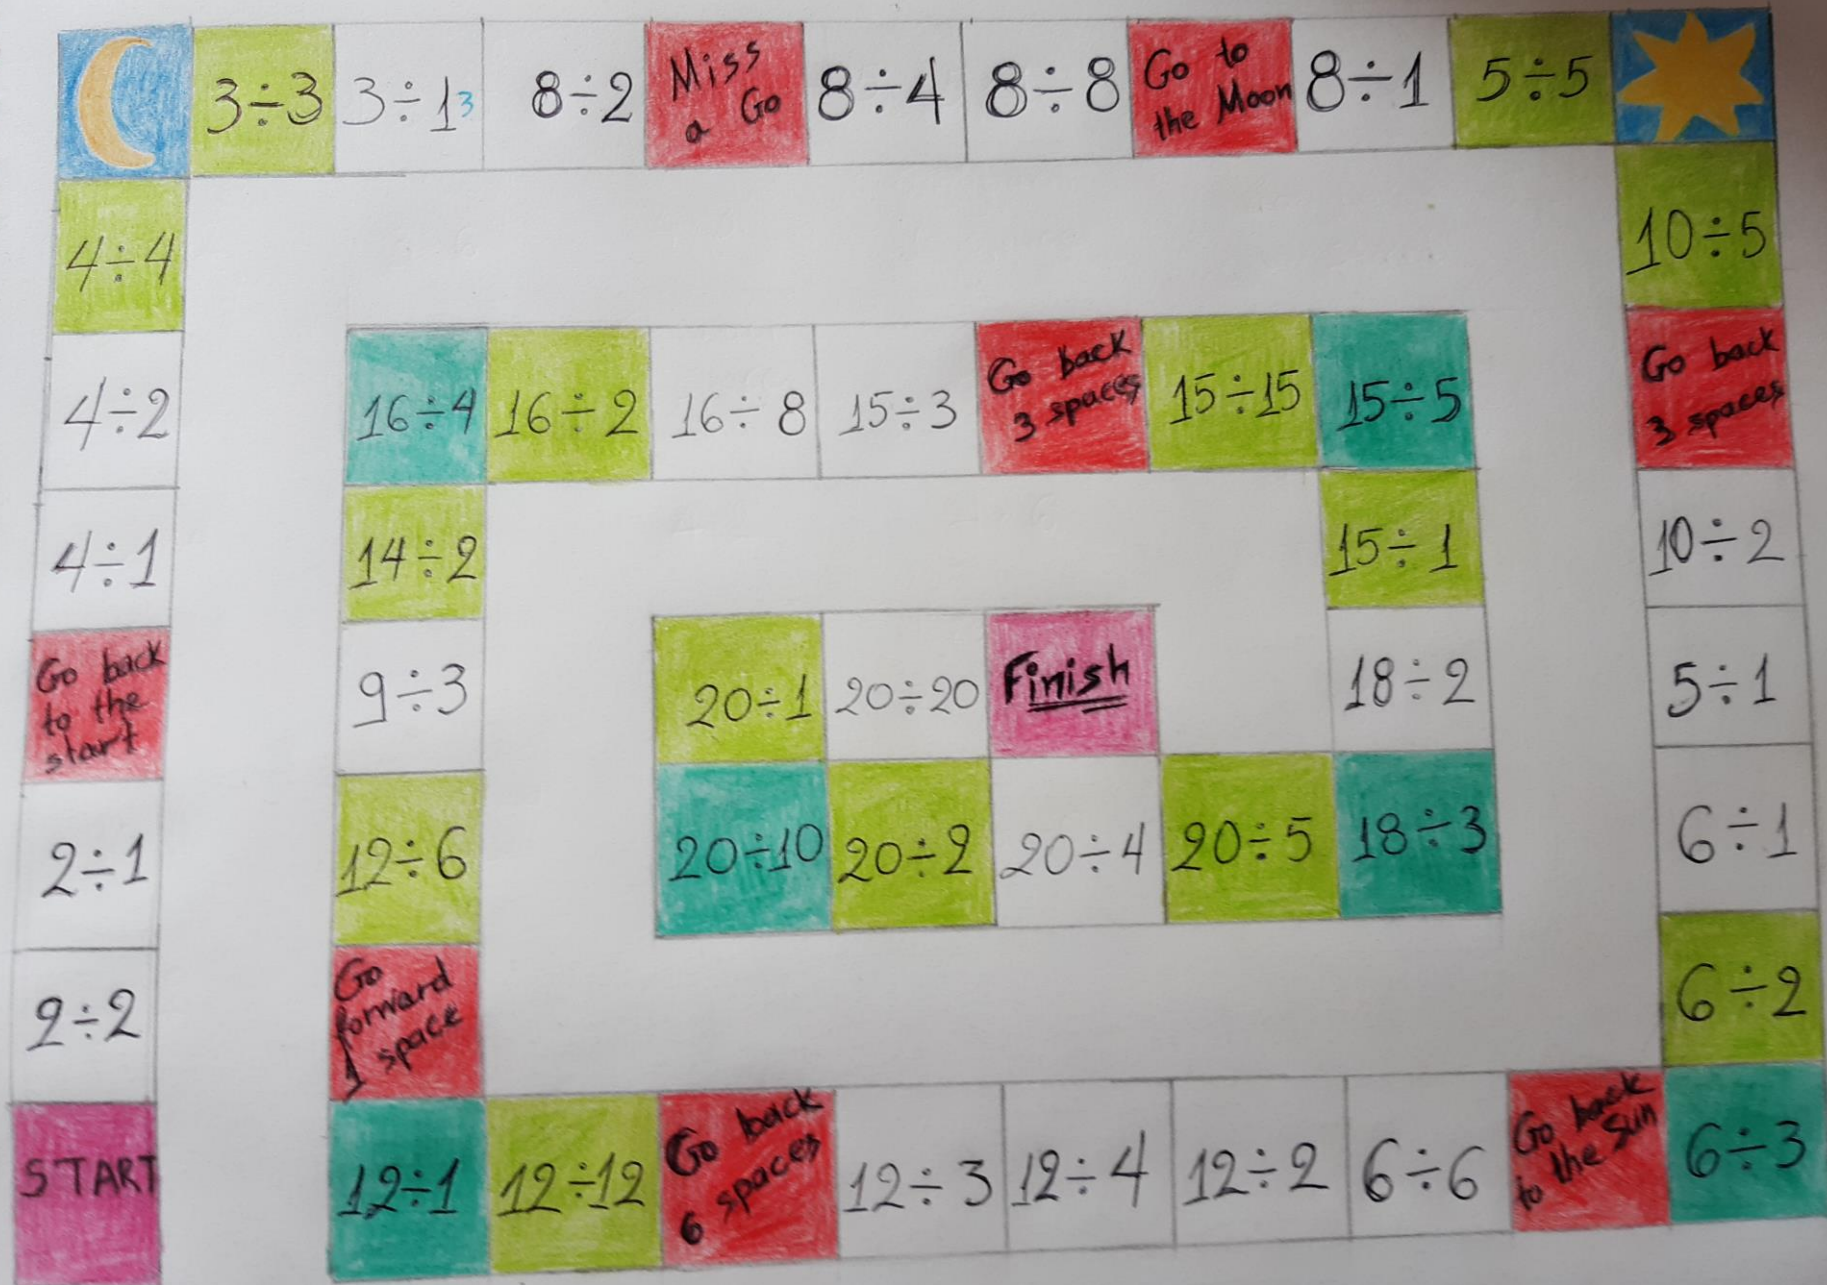 3÷3 3÷1 3 8÷2 Miss a Go 8÷4 8÷8 Go to the Moon 8÷1 5÷5
4÷4 10÷5
4÷2 16÷4 16÷2 16÷8 15÷3 Go back 3 spaces 15÷15 15÷5 Go back 3 spaces
4÷1 14÷2 15÷1 10÷2
Go back to the start 9÷3 20÷1 20÷20 Finish 18÷2 5÷1
2÷1 12÷6 20÷10 20÷2 20÷4 20÷5 18÷3 6÷1
2÷2 Go forward 1 space 6÷2
START 12÷1 12÷12 Go back 6 spaces 12÷3 12÷4 12÷2 6÷6 Go back to the Sun 6÷3